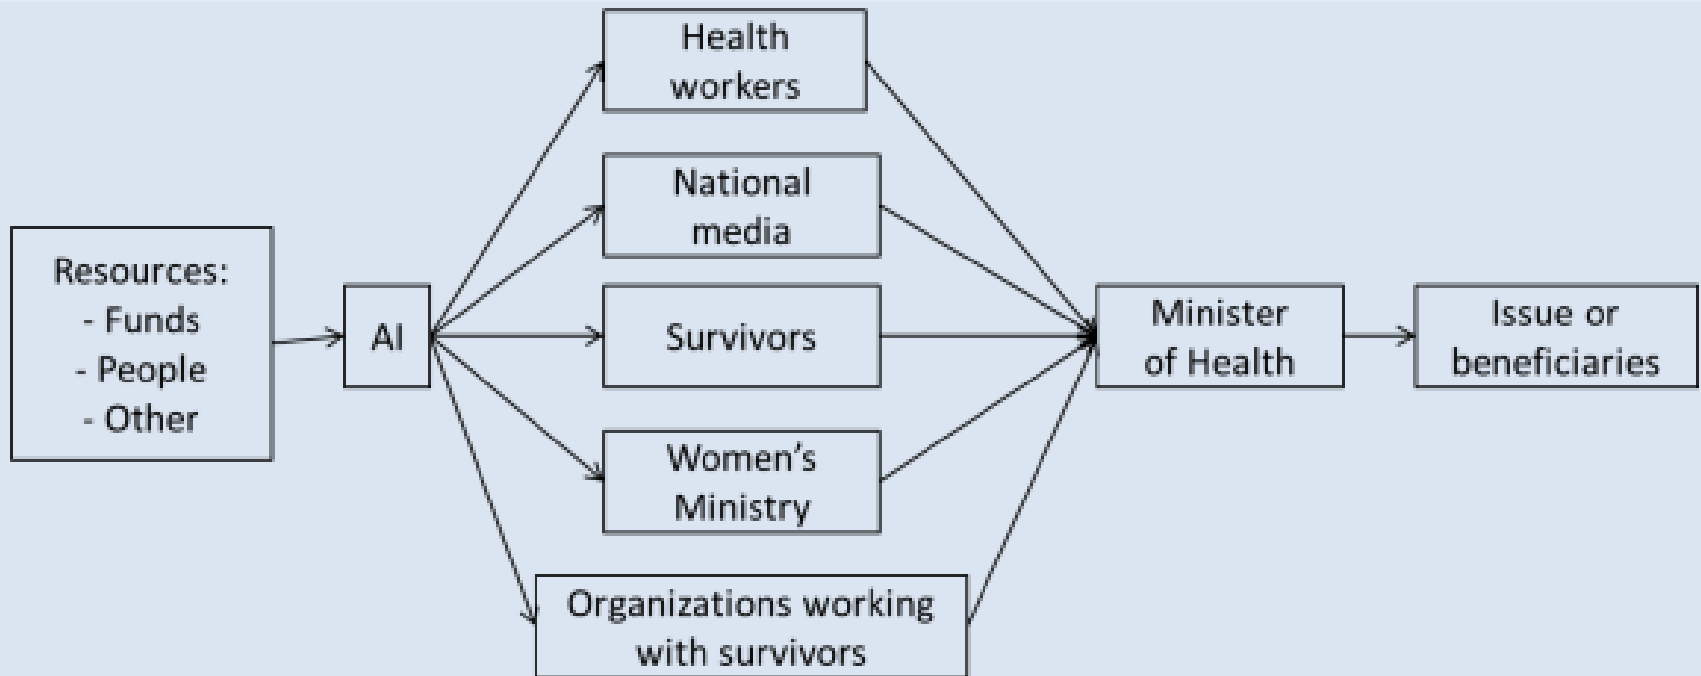 Resources:
- Funds
- People
- Other
AI
Health
workers
National
media
Survivors
Women's
Ministry
Organizations working
with survivors
Minister
of Health
Issue or
beneficiaries